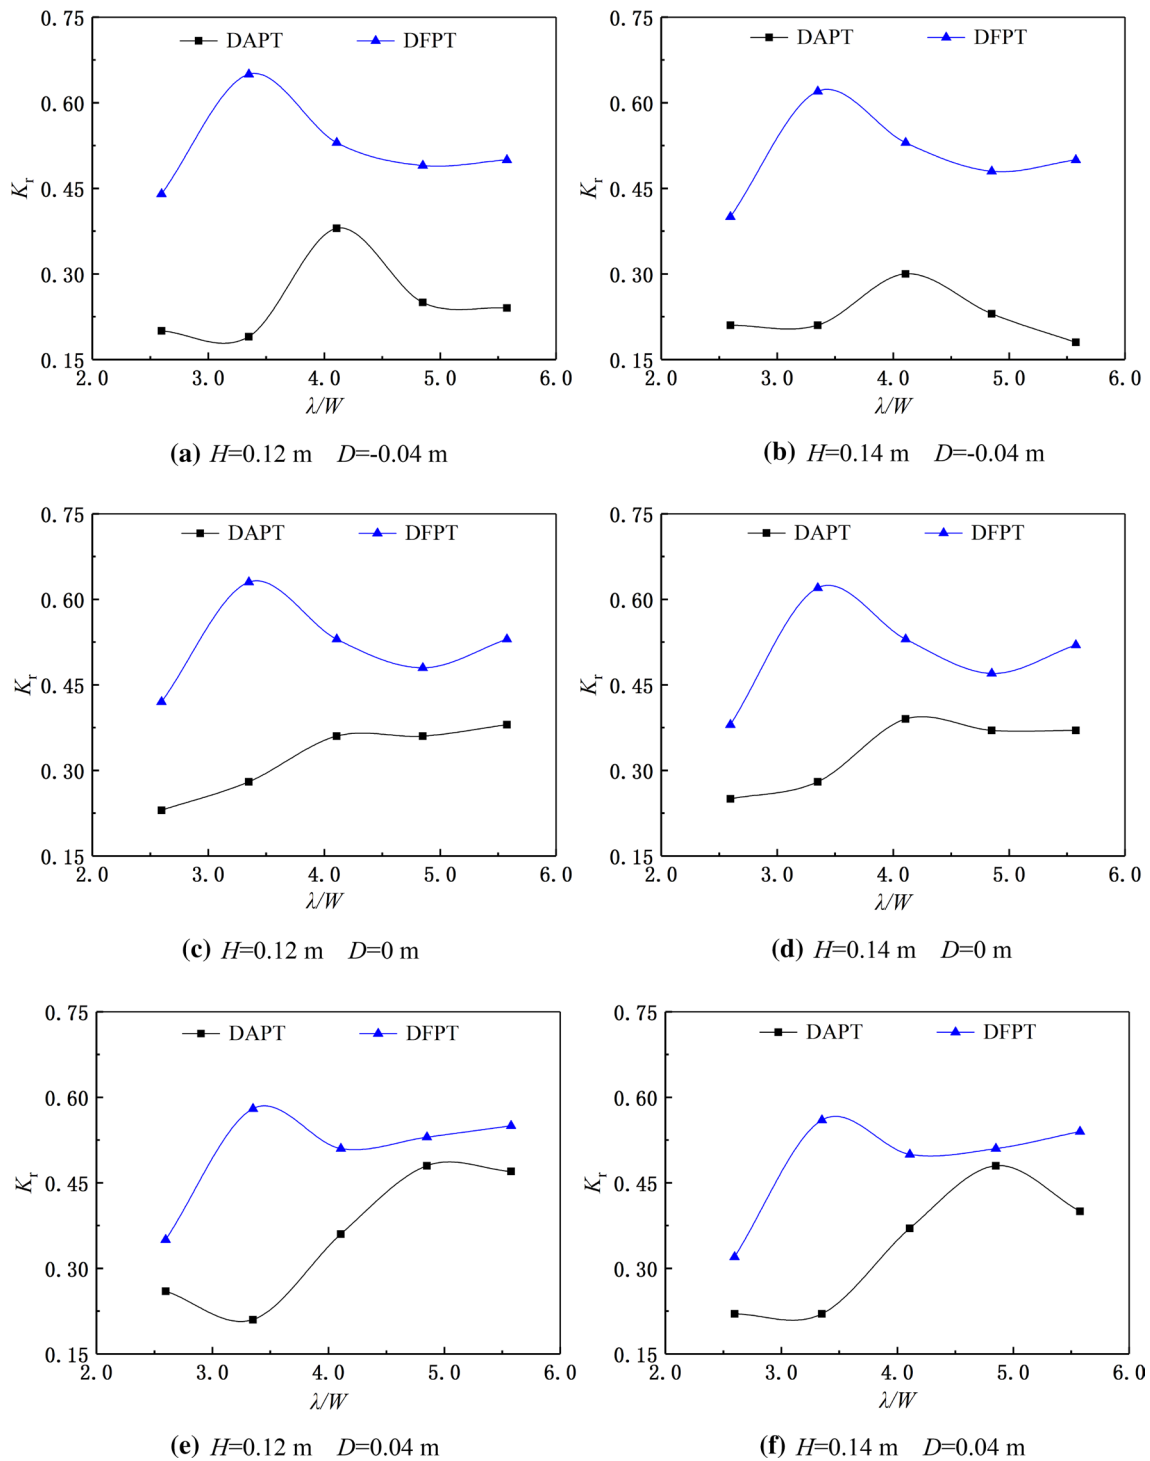 DAPT DFPT DAPT DFPT
0.75 0.75
0.60 0.60
Kr 0.45 Kr 0.45
0.30 0.30
0.15 0.15
2.0 3.0 4.0 5.0 6.0 2.0 3.0 4.0 5.0 6.0
λ/W λ/W
(a) H=0.12 m D=-0.04 m (b) H=0.14 m D=-0.04 m
DAPT DFPT DAPT DFPT
0.75 0.75
0.60 0.60
Kr 0.45 Kr 0.45
0.30 0.30
0.15 0.15
2.0 3.0 4.0 5.0 6.0 2.0 3.0 4.0 5.0 6.0
λ/W λ/W
(c) H=0.12 m D=0 m (d) H=0.14 m D=0 m
DAPT DFPT DAPT DFPT
0.75 0.75
0.60 0.60
Kr 0.45 Kr 0.45
0.30 0.30
0.15 0.15
2.0 3.0 4.0 5.0 6.0 2.0 3.0 4.0 5.0 6.0
λ/W λ/W
(e) H=0.12 m D=0.04 m (f) H=0.14 m D=0.04 m